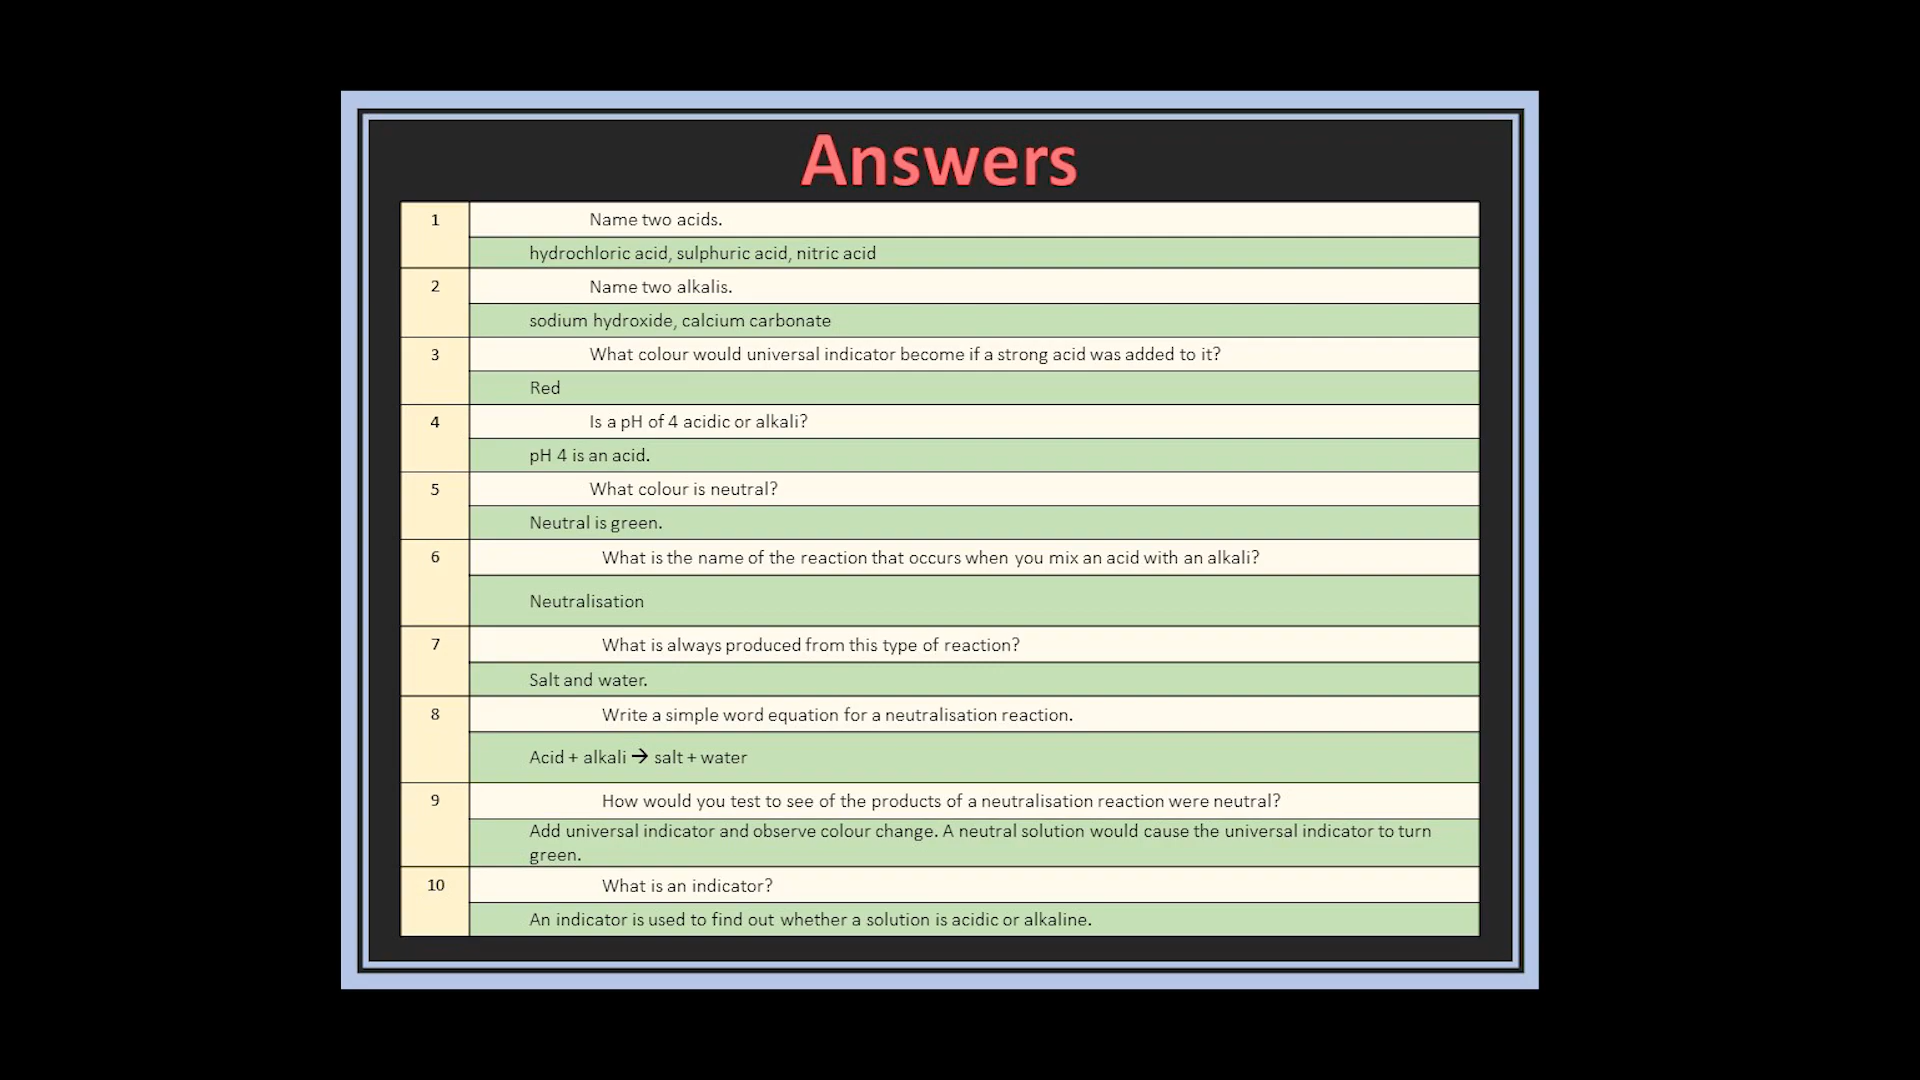 Answers
1
Name two acids.
hydrochloric acid, sulphuric acid, nitric acid
2
Name two alkalis.
sodium hydroxide, calcium carbonate
3
What colour would universal indicator become if a strong acid was added to it?
Red
4
Is a pH of 4 acidic or alkali?
pH 4 is an acid.
5
What colour is neutral?
Neutral is green.
6
What is the name of the reaction that occurs when you mix an acid with an alkali?
Neutralisation
7
What is always produced from this type of reaction?
Salt and water.
8
Write a simple word equation for a neutralisation reaction.
Acid + alkali → salt + water
9
How would you test to see of the products of a neutralisation reaction were neutral?
Add universal indicator and observe colour change. A neutral solution would cause the universal indicator to turn
green.
10
What is an indicator?
An indicator is used to find out whether a solution is acidic or alkaline.